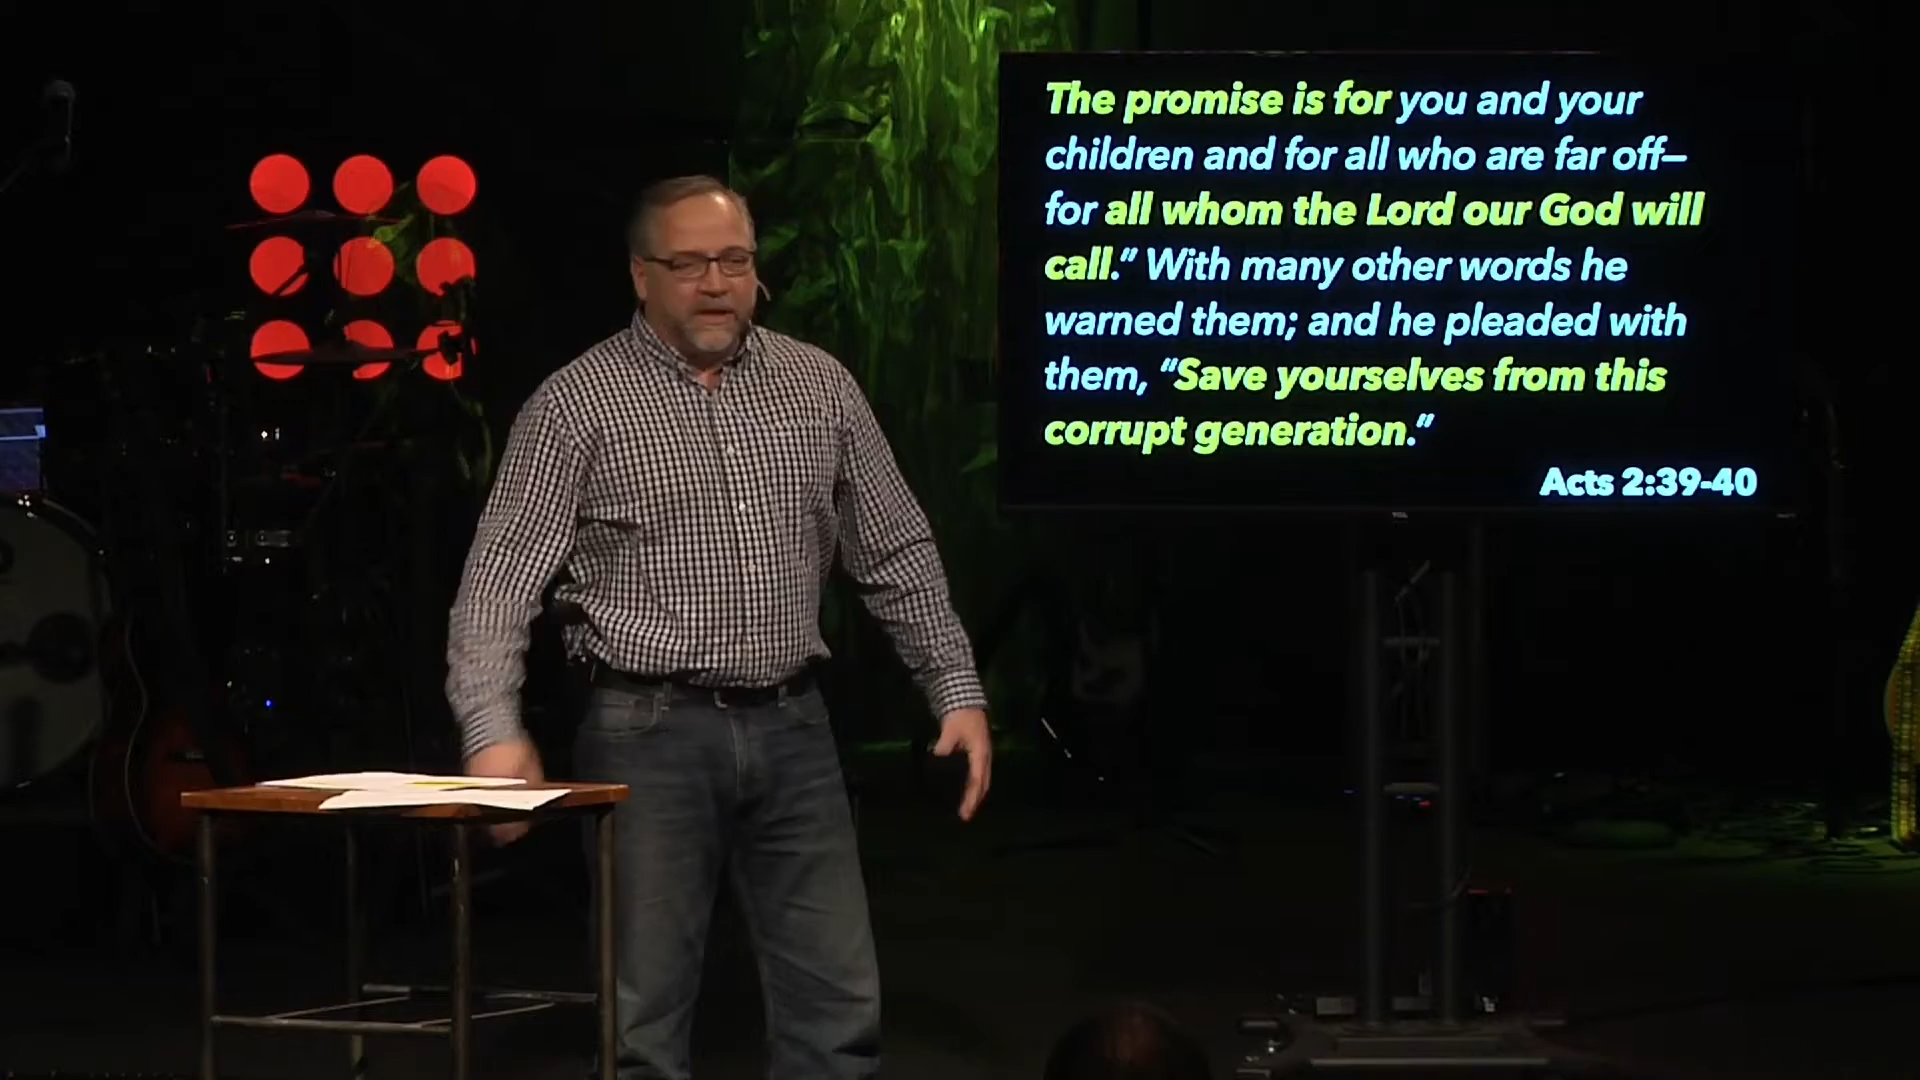 The promise is for you and your
children and for all who are far off—
for all whom the Lord our God will
call.” With many other words he
warned them; and he pleaded with
them, “Save yourselves from this
corrupt generation.”
Acts 2:39-40